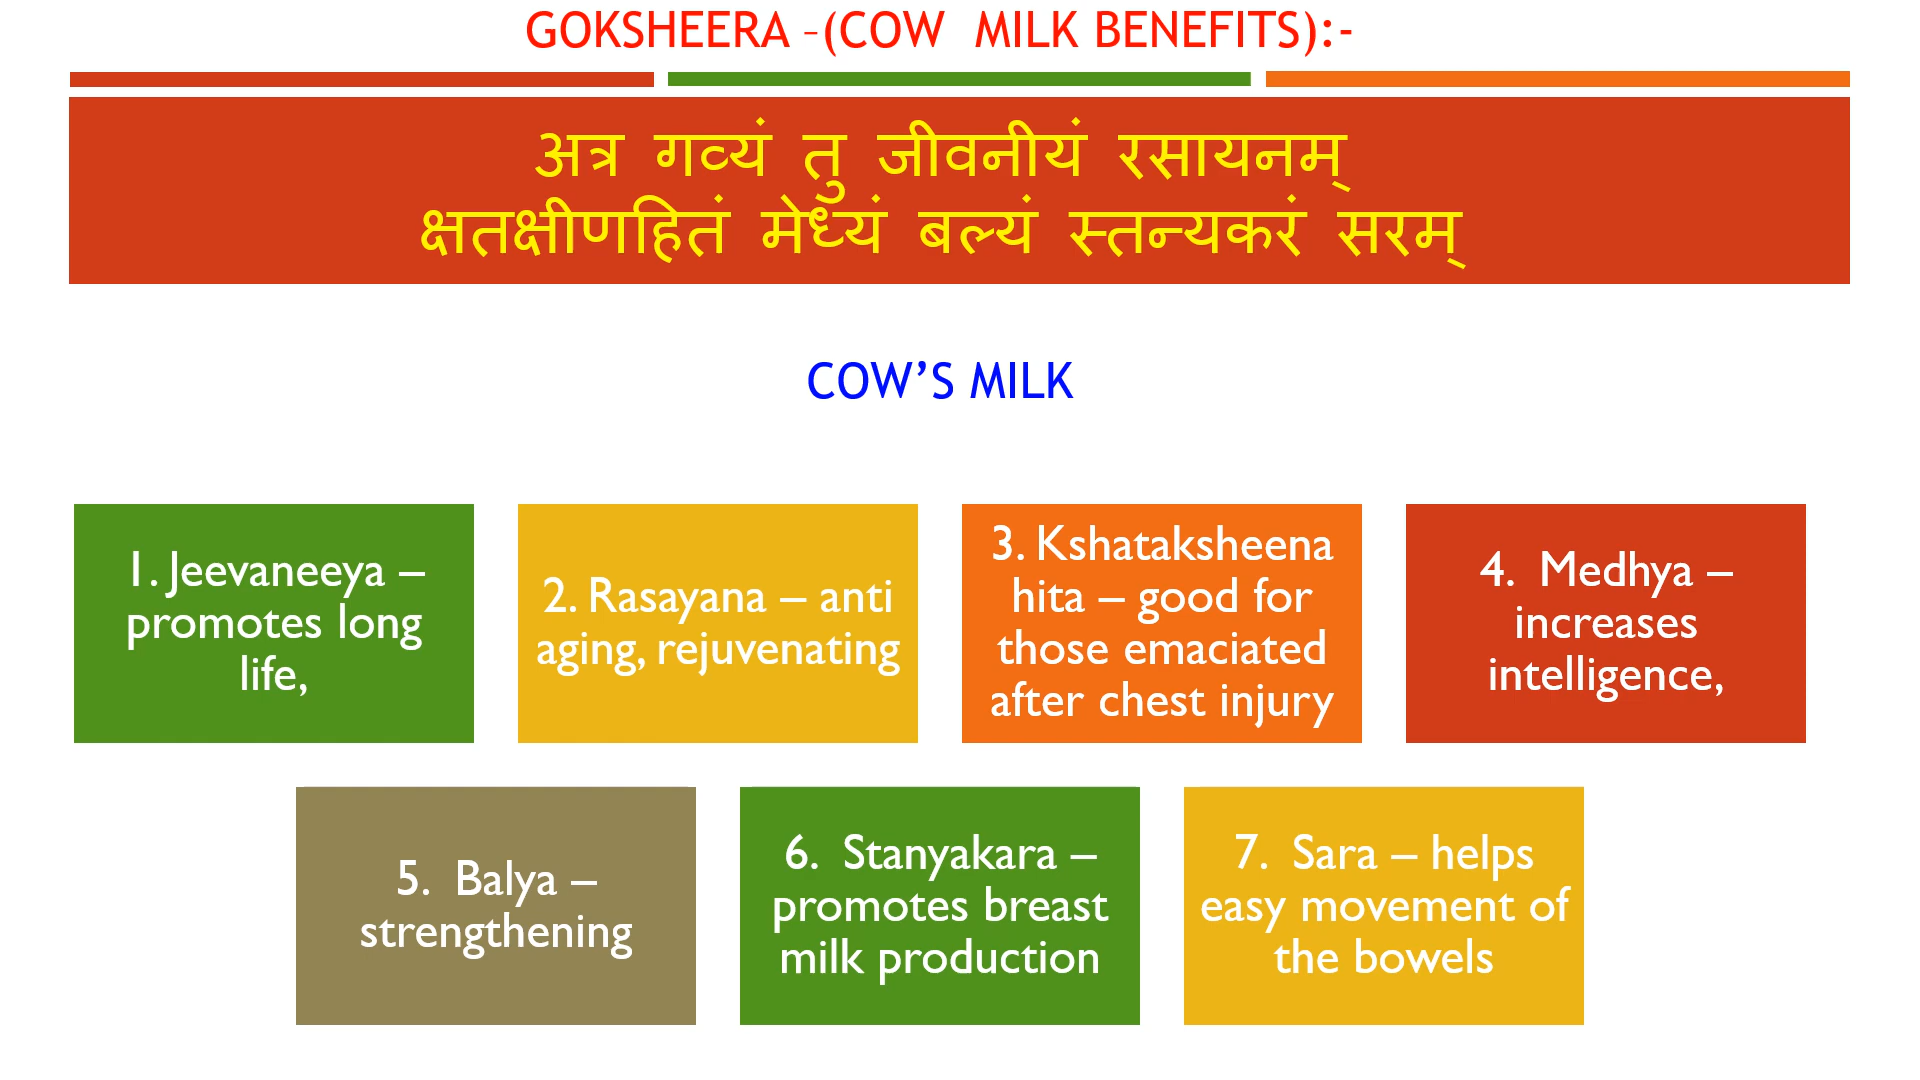 GOKSHEERA –(COW  MILK BENEFITS):-
अत्र गव्यं तु जीवनीयं रसायनम्
क्षतक्षीणहितं मेध्यं बल्यं स्तन्यकरं सरम्
COW’S MILK
1. Jeevaneeya –
promotes long
life,
2. Rasayana – anti
aging, rejuvenating
3. Kshataksheena
hita – good for
those emaciated
after chest injury
4.  Medhya –
increases
intelligence,
5.  Balya –
strengthening
6.  Stanyakara –
promotes breast
milk production
7.  Sara – helps
easy movement of
the bowels